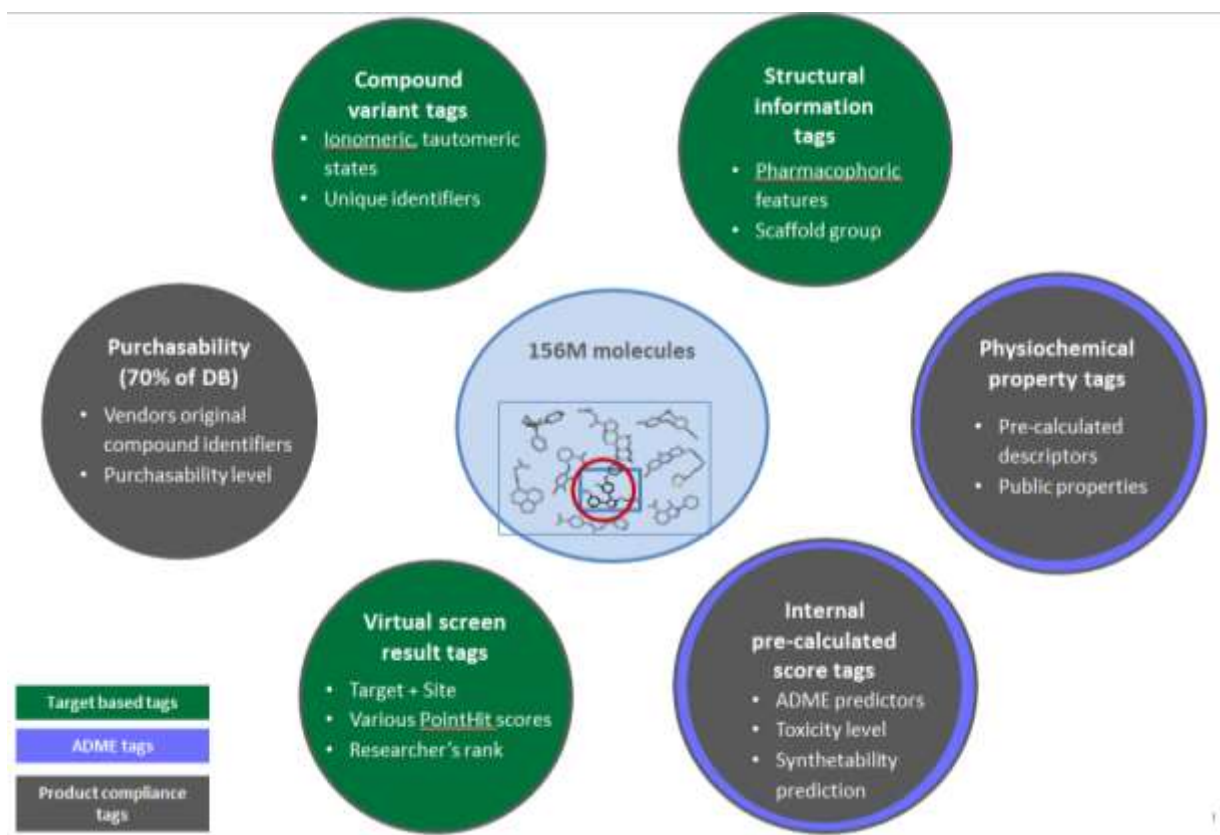 Compound
variant tags
• Ionomeric, tautomeric
states
• Unique identifiers
Structural
information
tags
• Pharmacophoric
features
• Scaffold group
Purchasability
(70% of DB)
• Vendors original
compound identifiers
• Purchasability level
156M molecules
Physiochemical
property tags
• Pre-calculated
descriptors
• Public properties
Virtual screen
result tags
• Target + Site
• Various PointHit scores
• Researcher's rank
Internal
pre-calculated
score tags
• ADME predictors
• Toxicity level
• Synthetability
prediction
Target based tags
ADME tags
Product compliance
tags